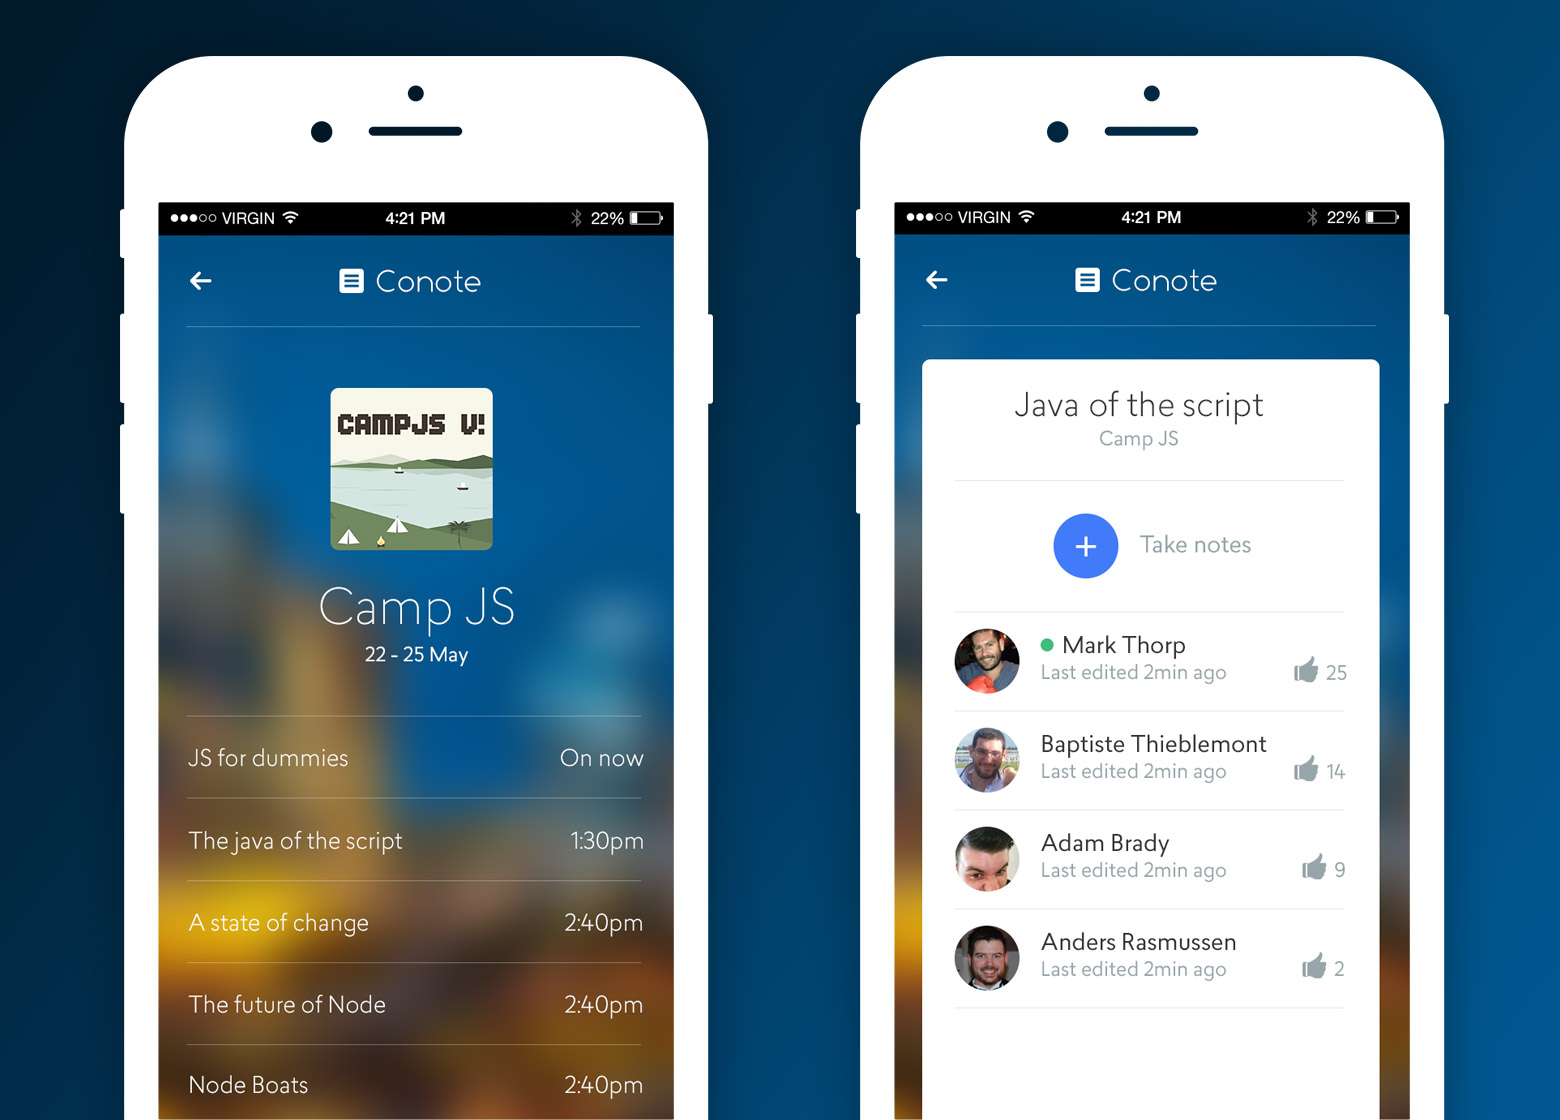 VIRGIN 4:21 PM 22%
Conote
CAMPJS V!
Camp JS
22 - 25 May
JS for dummies On now
The java of the script 1:30pm
A state of change 2:40pm
The future of Node 2:40pm
Node Boats 2:40pm
VIRGIN 4:21 PM 22%
Conote
Java of the script
Camp JS
+ Take notes
Mark Thorp
Last edited 2min ago 25
Baptiste Thieblemont
Last edited 2min ago 14
Adam Brady
Last edited 2min ago 9
Anders Rasmussen
Last edited 2min ago 2